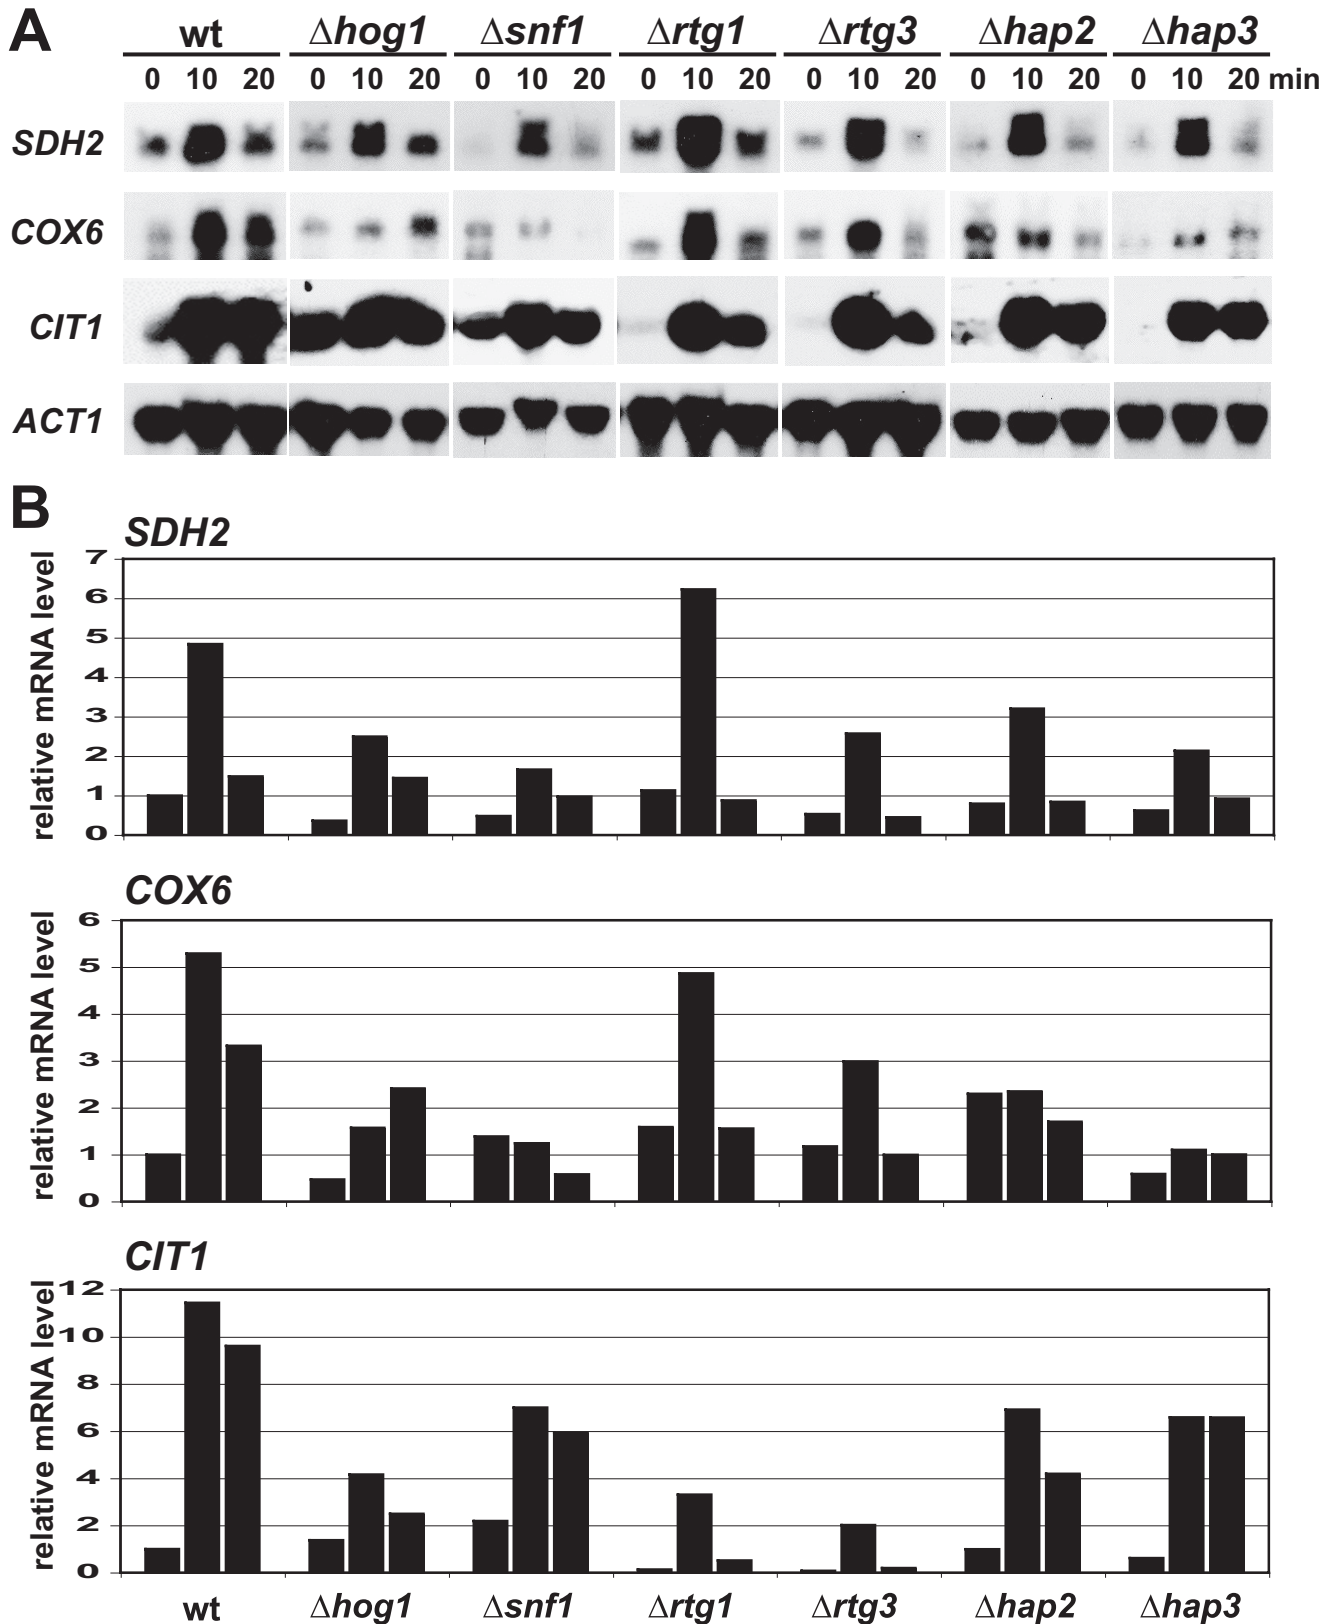 A
wt Δhog1 Δsnf1 Δrtg1 Δrtg3 Δhap2 Δhap3
0 10 20 0 10 20 0 10 20 0 10 20 0 10 20 0 10 20 0 10 20 min
SDH2
COX6
CIT1
ACT1
B
SDH2
relative mRNA level
7
6
5
4
3
2
1
0
COX6
relative mRNA level
6
5
4
3
2
1
0
CIT1
relative mRNA level
12
10
8
6
4
2
0
wt Δhog1 Δsnf1 Δrtg1 Δrtg3 Δhap2 Δhap3